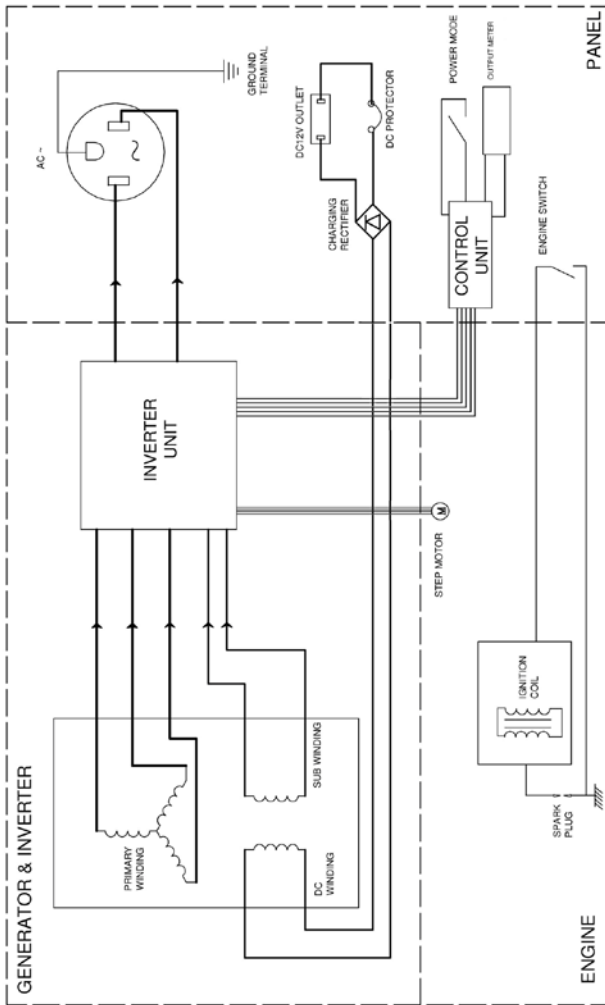 GENERATOR & INVERTER
PRIMARY
WINDING
DC
WINDING
SUB WINDING
INVERTER
UNIT
STEP MOTOR
M
AC ~
~
GROUND
TERMINAL
DC12V OUTLET
DC PROTECTOR
CHARGING
RECTIFIER
POWER MODE
OUTPUT METER
CONTROL
UNIT
ENGINE SWITCH
PANEL
IGNITION
COIL
SPARK
PLUG
ENGINE